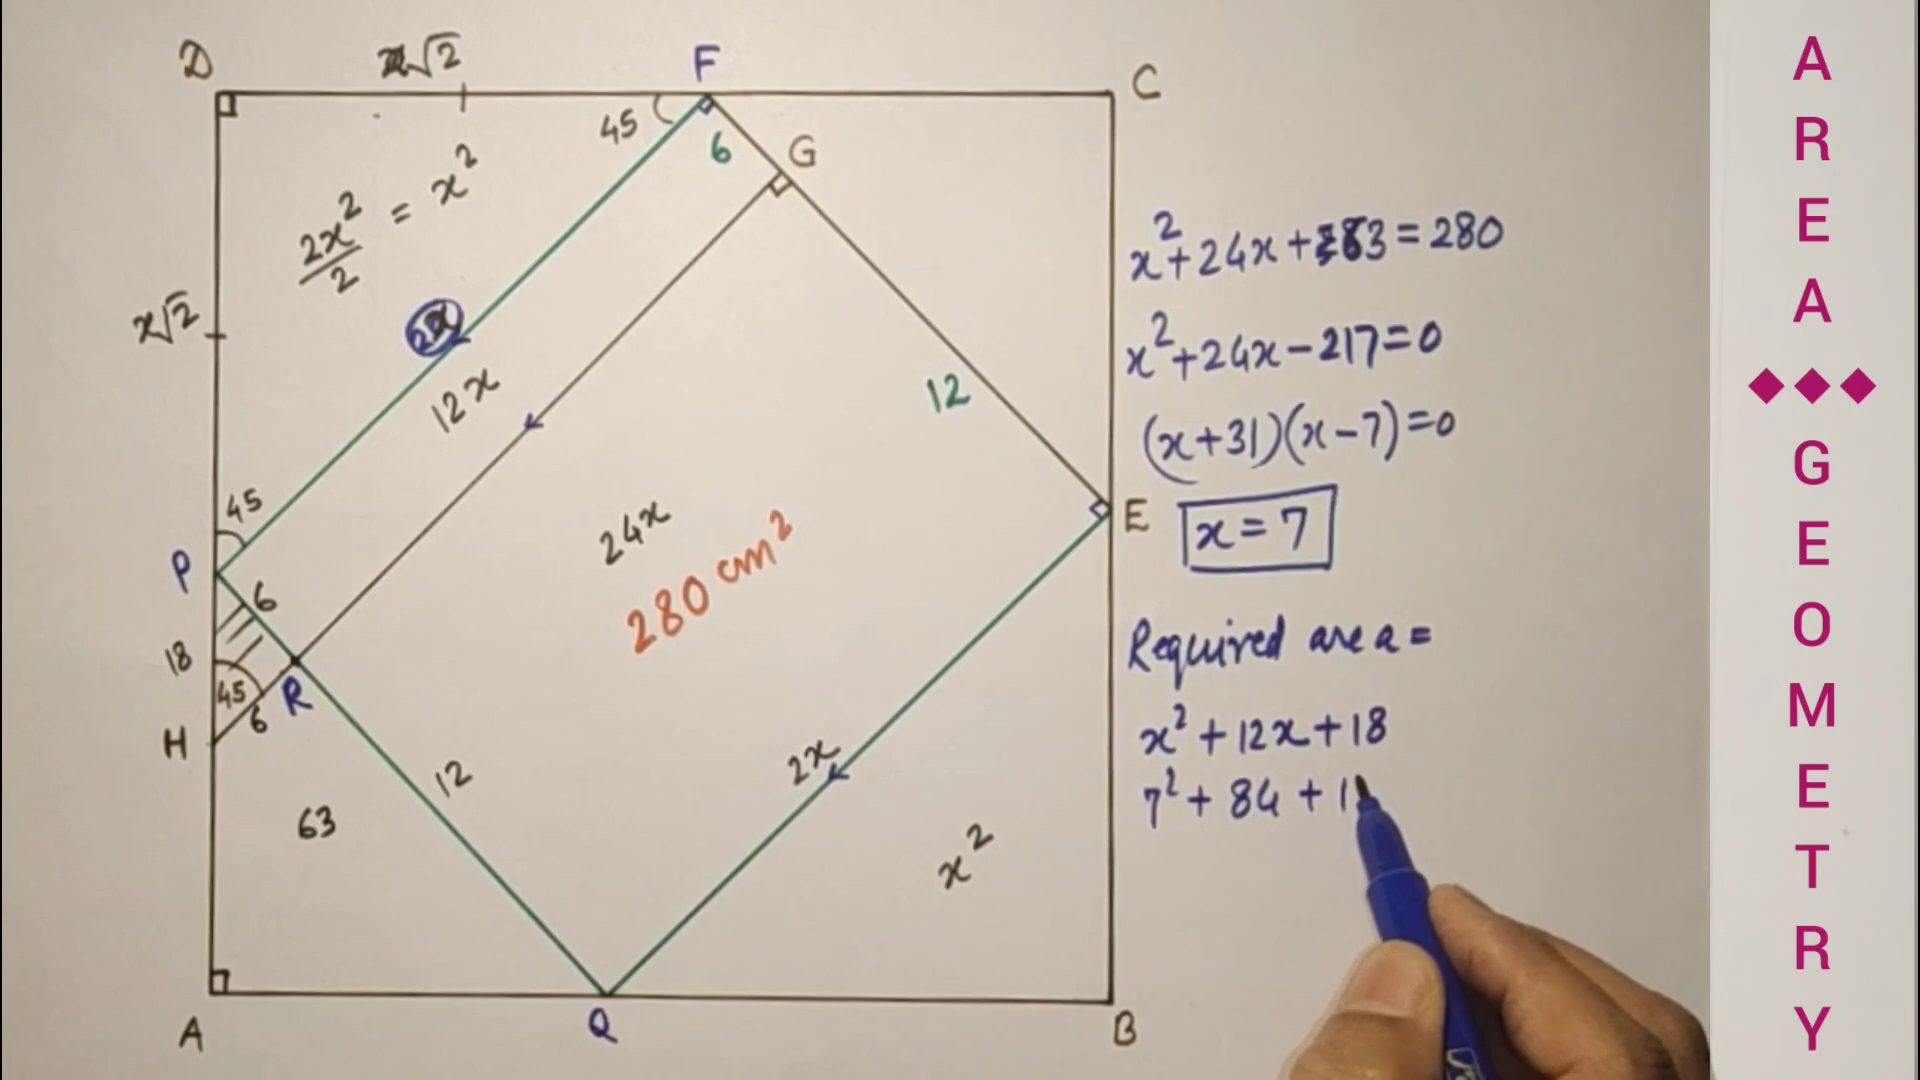 D
x√2
F
C
45
6
G
2x²/2 = x²
x√2
12x
12
45
P
6
18
45
R
6
H
24x
280 cm²
E
12
2x
63
x²
A
Q
B
x²+24x+63=280
x²+24x-217=0
(x+31)(x-7)=0
x=7
Required area=
x²+12x+18
7²+84+1
A
R
E
A
G
E
O
M
E
T
R
Y